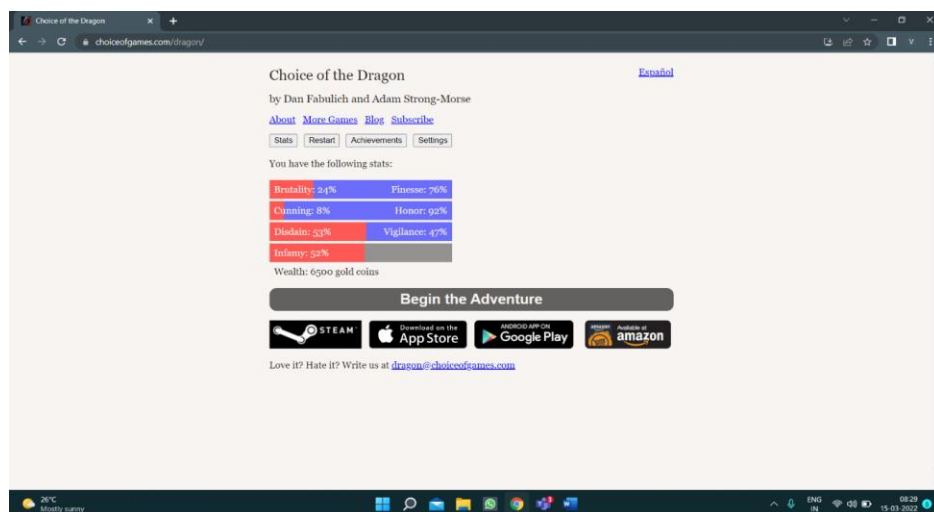 Choice of the Dragon
choiceofgames.com/dragon/
Choice of the Dragon
Español
by Dan Fabulich and Adam Strong-Morse
About More Games Blog Subscribe
Stats Restart Achievements Settings
You have the following stats:
Brutality: 24% Finesse: 76%
Cunning: 8% Honor: 92%
Disdain: 53% Vigilance: 47%
Infamy: 52%
Wealth: 6500 gold coins
Begin the Adventure
STEAM
Download on the
App Store
ANDROID APP ON
Google Play
amazon
Available at
amazon
Love it? Hate it? Write us at dragon@choiceofgames.com
26°C
Mostly sunny
ENG
IN
08:29
15-03-2022